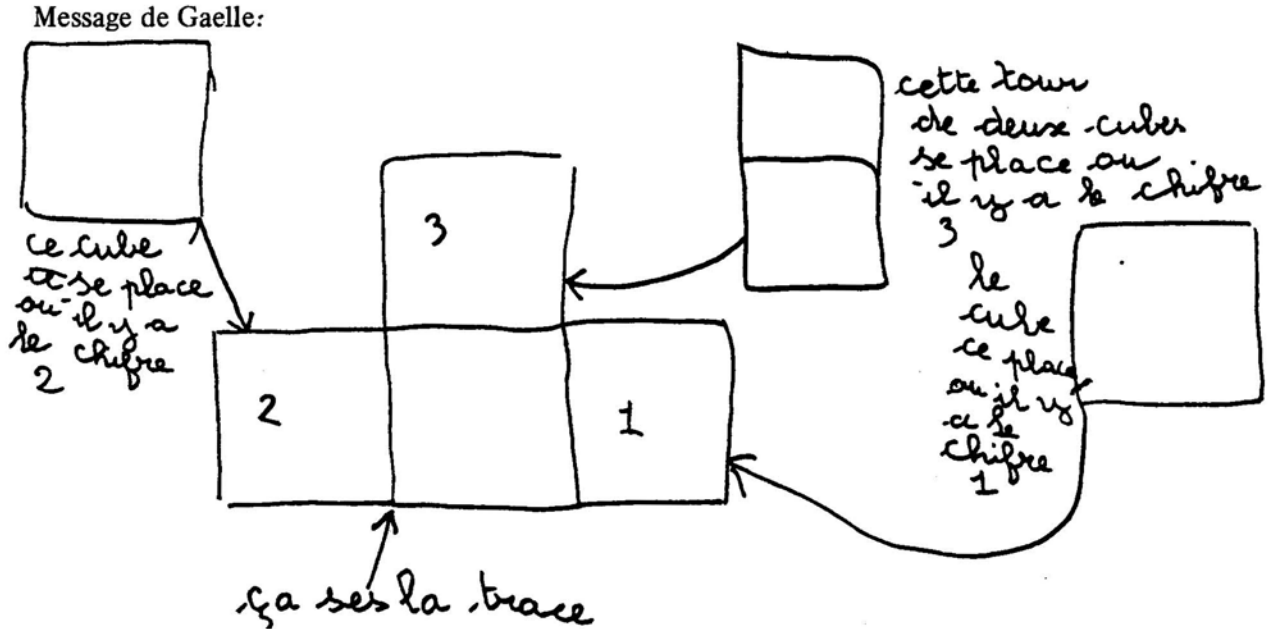 Message de Gaelle:
cette tour
de deux cubes
se place ou
il y a le chifre
3
3
ce cube
se place
ou il y a
le chifre
2
le
cube
ce place
ou il y
a le
chifre
1
2
1
ça ses la trace